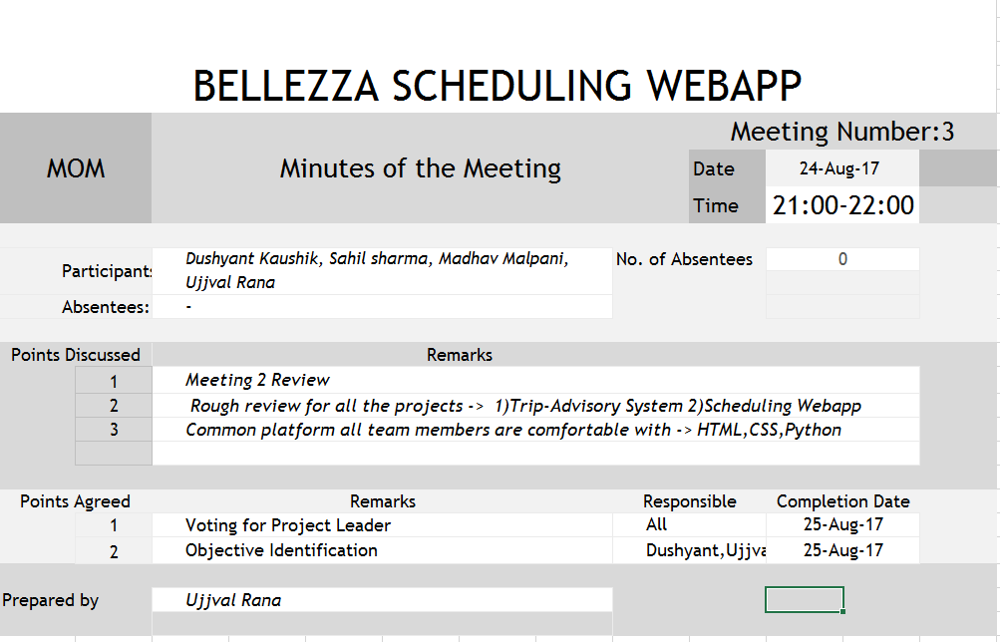 BELLEZZA SCHEDULING WEBAPP
Meeting Number:3
MOM
Minutes of the Meeting
Date 24-Aug-17
Time 21:00-22:00
Participants
Dushyant Kaushik, Sahil sharma, Madhav Malpani,
Ujjval Rana
No. of Absentees 0
Absentees: -
Points Discussed Remarks
1 Meeting 2 Review
2 Rough review for all the projects -> 1)Trip-Advisory System 2)Scheduling Webapp
3 Common platform all team members are comfortable with -> HTML,CSS,Python
Points Agreed Remarks Responsible Completion Date
1 Voting for Project Leader All 25-Aug-17
2 Objective Identification Dushyant,Ujjva 25-Aug-17
Prepared by Ujjval Rana